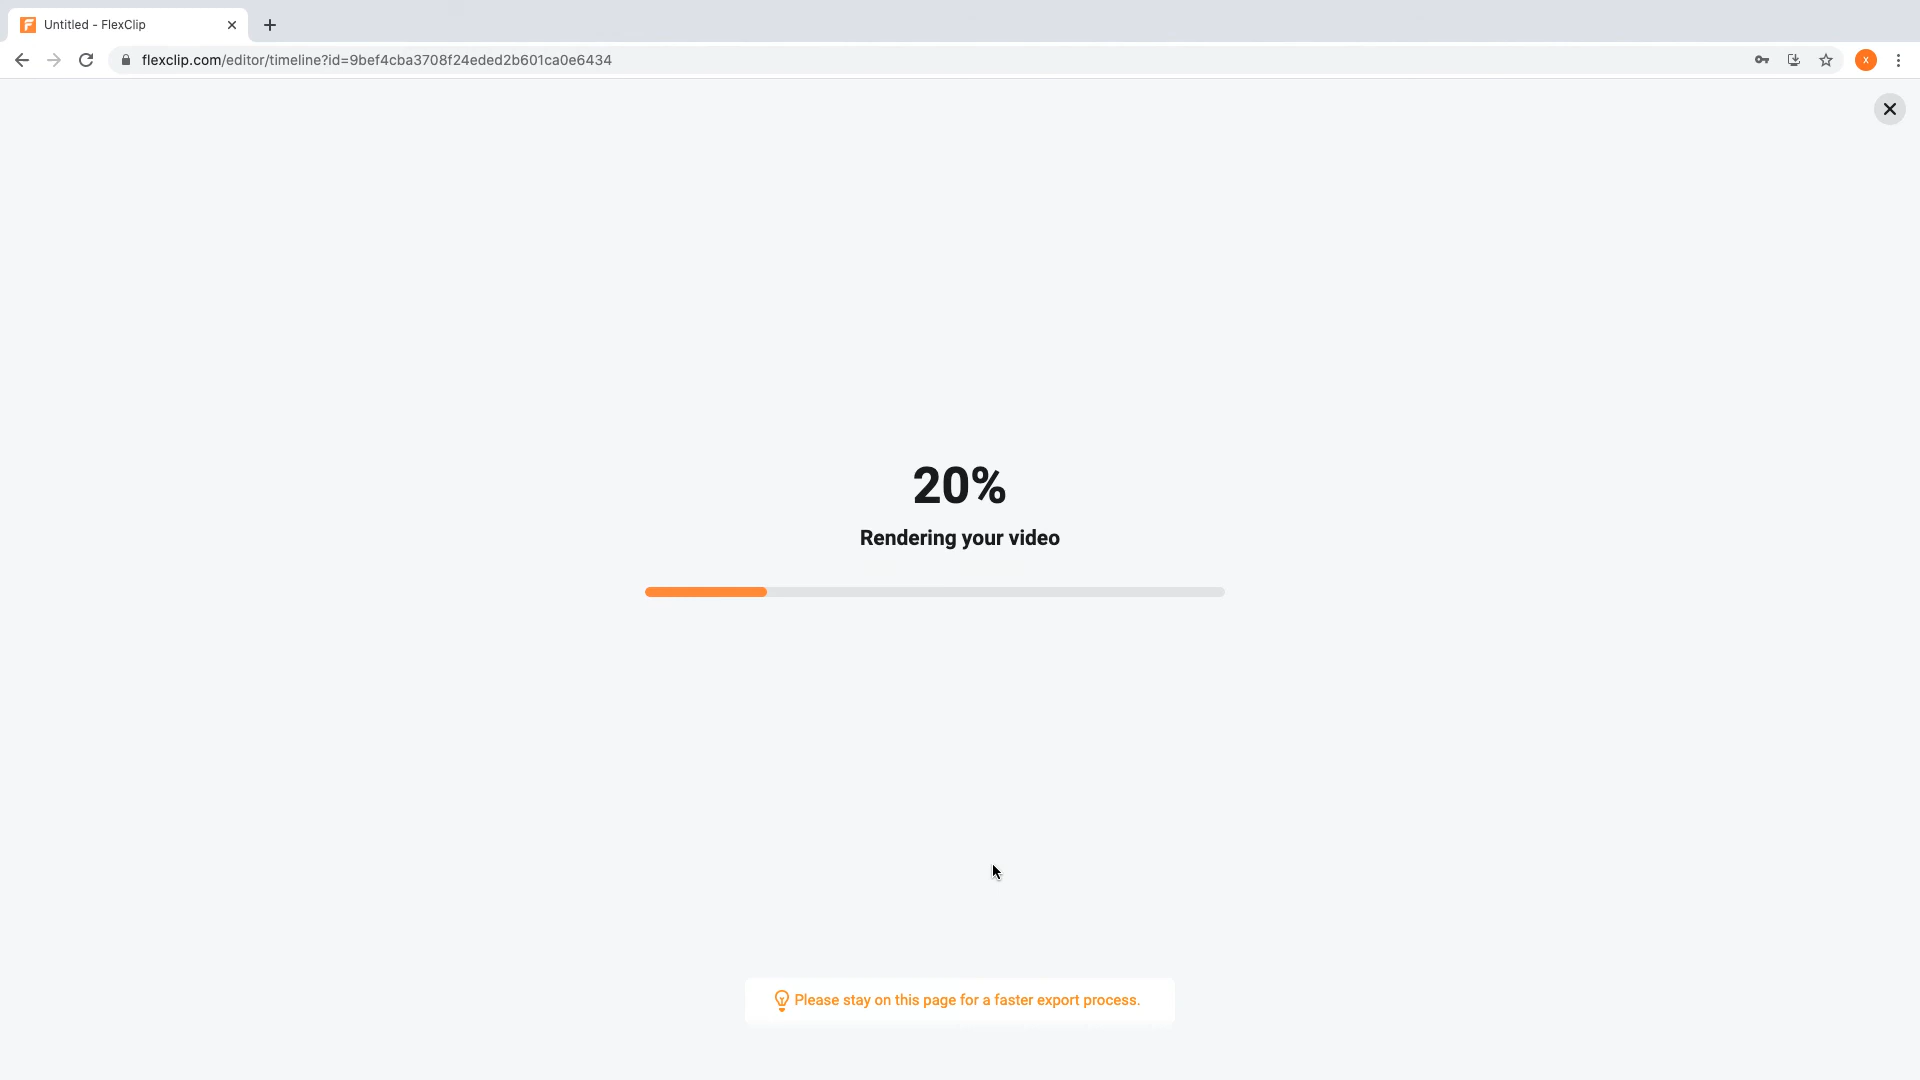 Untitled - FlexClip
flexclip.com/editor/timeline?id=9bef4cba3708f24eded2b601ca0e6434
X
20%
Rendering your video
Please stay on this page for a faster export process.